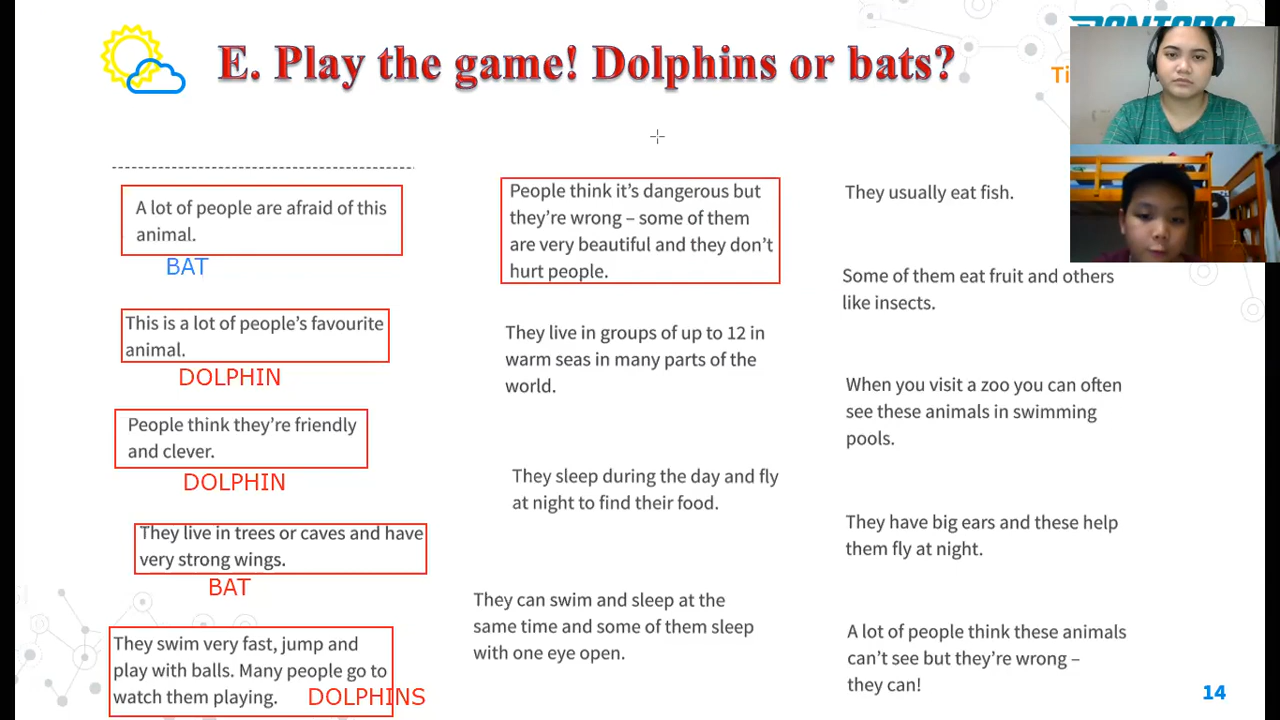 E. Play the game! Dolphins or bats?
A lot of people are afraid of this
animal.
BAT
This is a lot of people's favourite
animal.
DOLPHIN
People think they're friendly
and clever.
DOLPHIN
They live in trees or caves and have
very strong wings.
BAT
They swim very fast, jump and
play with balls. Many people go to
watch them playing.
DOLPHINS
People think it's dangerous but
they're wrong – some of them
are very beautiful and they don't
hurt people.
They live in groups of up to 12 in
warm seas in many parts of the
world.
They sleep during the day and fly
at night to find their food.
They can swim and sleep at the
same time and some of them sleep
with one eye open.
They usually eat fish.
Some of them eat fruit and others
like insects.
When you visit a zoo you can often
see these animals in swimming
pools.
They have big ears and these help
them fly at night.
A lot of people think these animals
can't see but they're wrong –
they can!
14